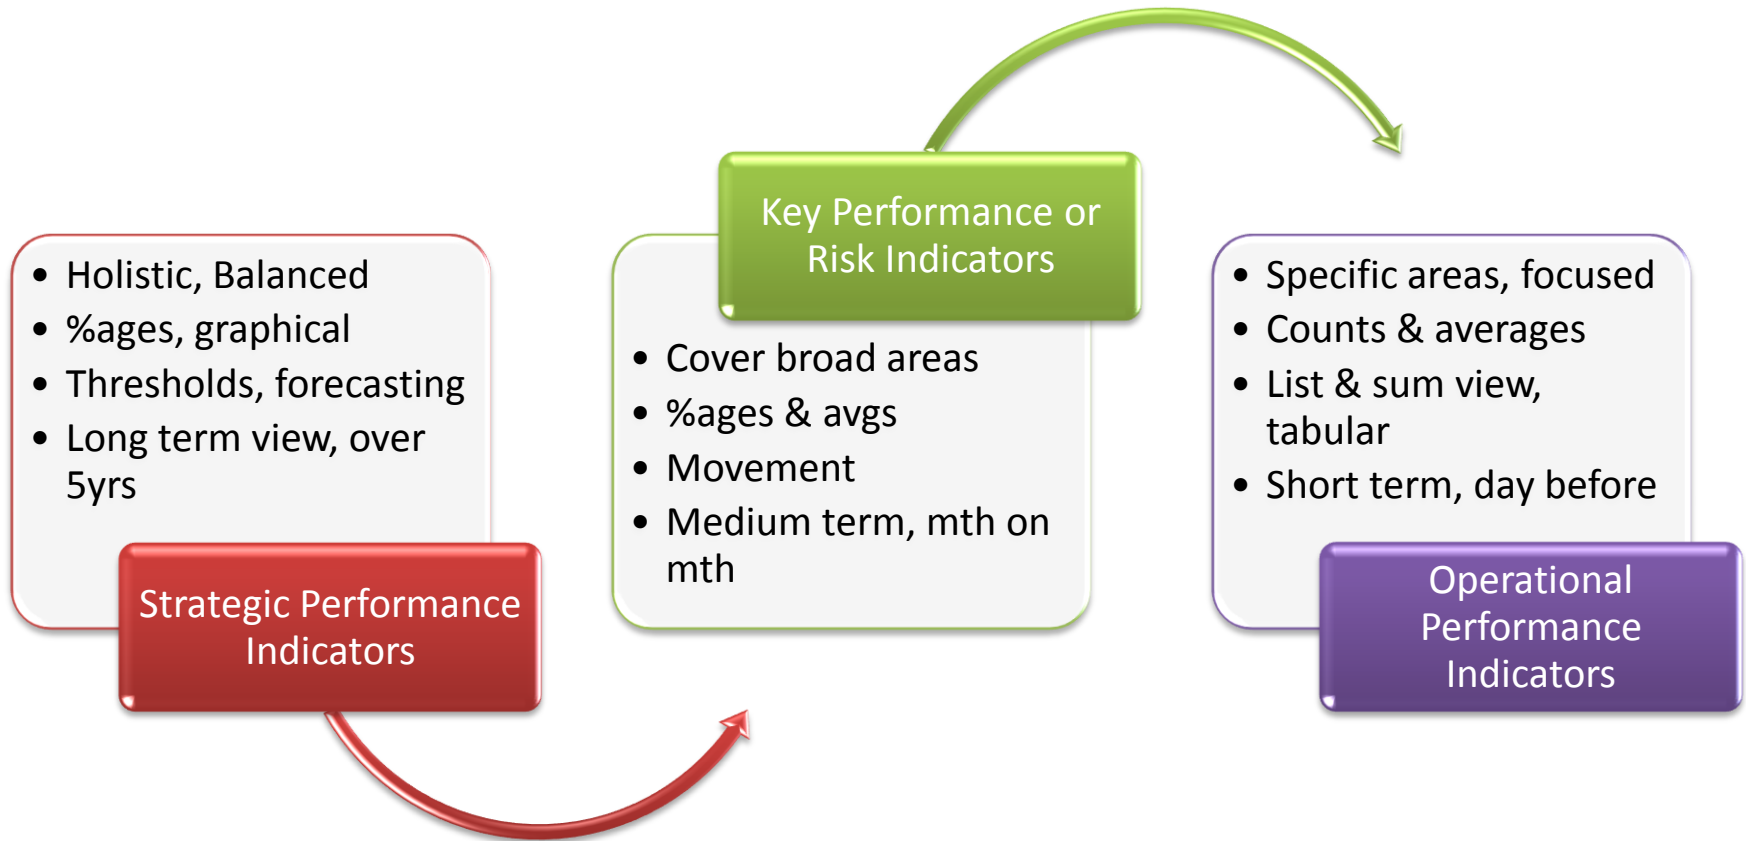 • Holistic, Balanced
• %ages, graphical
• Thresholds, forecasting
• Long term view, over
5yrs
Strategic Performance
Indicators
Key Performance or
Risk Indicators
• Cover broad areas
• %ages & avgs
• Movement
• Medium term, mth on
mth
• Specific areas, focused
• Counts & averages
• List & sum view,
tabular
• Short term, day before
Operational
Performance
Indicators